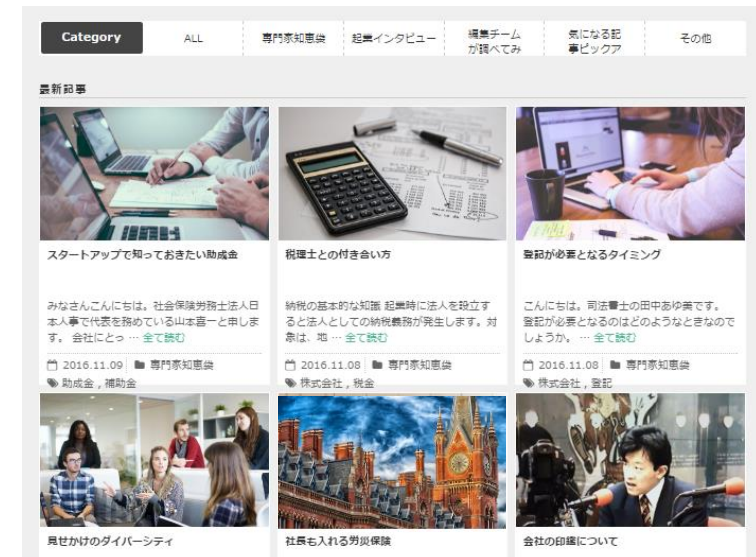 Category
ALL
専門家知恵袋
起業インタビュー
編集チーム
が調べてみ
気になる記
事ピックア
その他
最新記事
スタートアップで知っておきたい助成金
税理士との付き合い方
登記が必要となるタイミング
みなさんこんにちは。社会保険労務士法人日
本人事で代表を務めている山本喜一と申しま
す。 会社にとっ … 全て読む
納税の基本的な知識 起業時に法人を設立す
ると法人としての納税義務が発生します。対
象は、地 … 全て読む
こんにちは。司法書士の田中あゆ美です。
登記が必要となるのはどのようなときなので
しょうか。 … 全て読む
2016.11.09 専門家知恵袋
助成金 , 補助金
2016.11.08 専門家知恵袋
株式会社 , 税金
2016.11.08 専門家知恵袋
株式会社 , 登記
見せかけのダイバーシティ
社長も入れる労災保険
会社の印鑑について